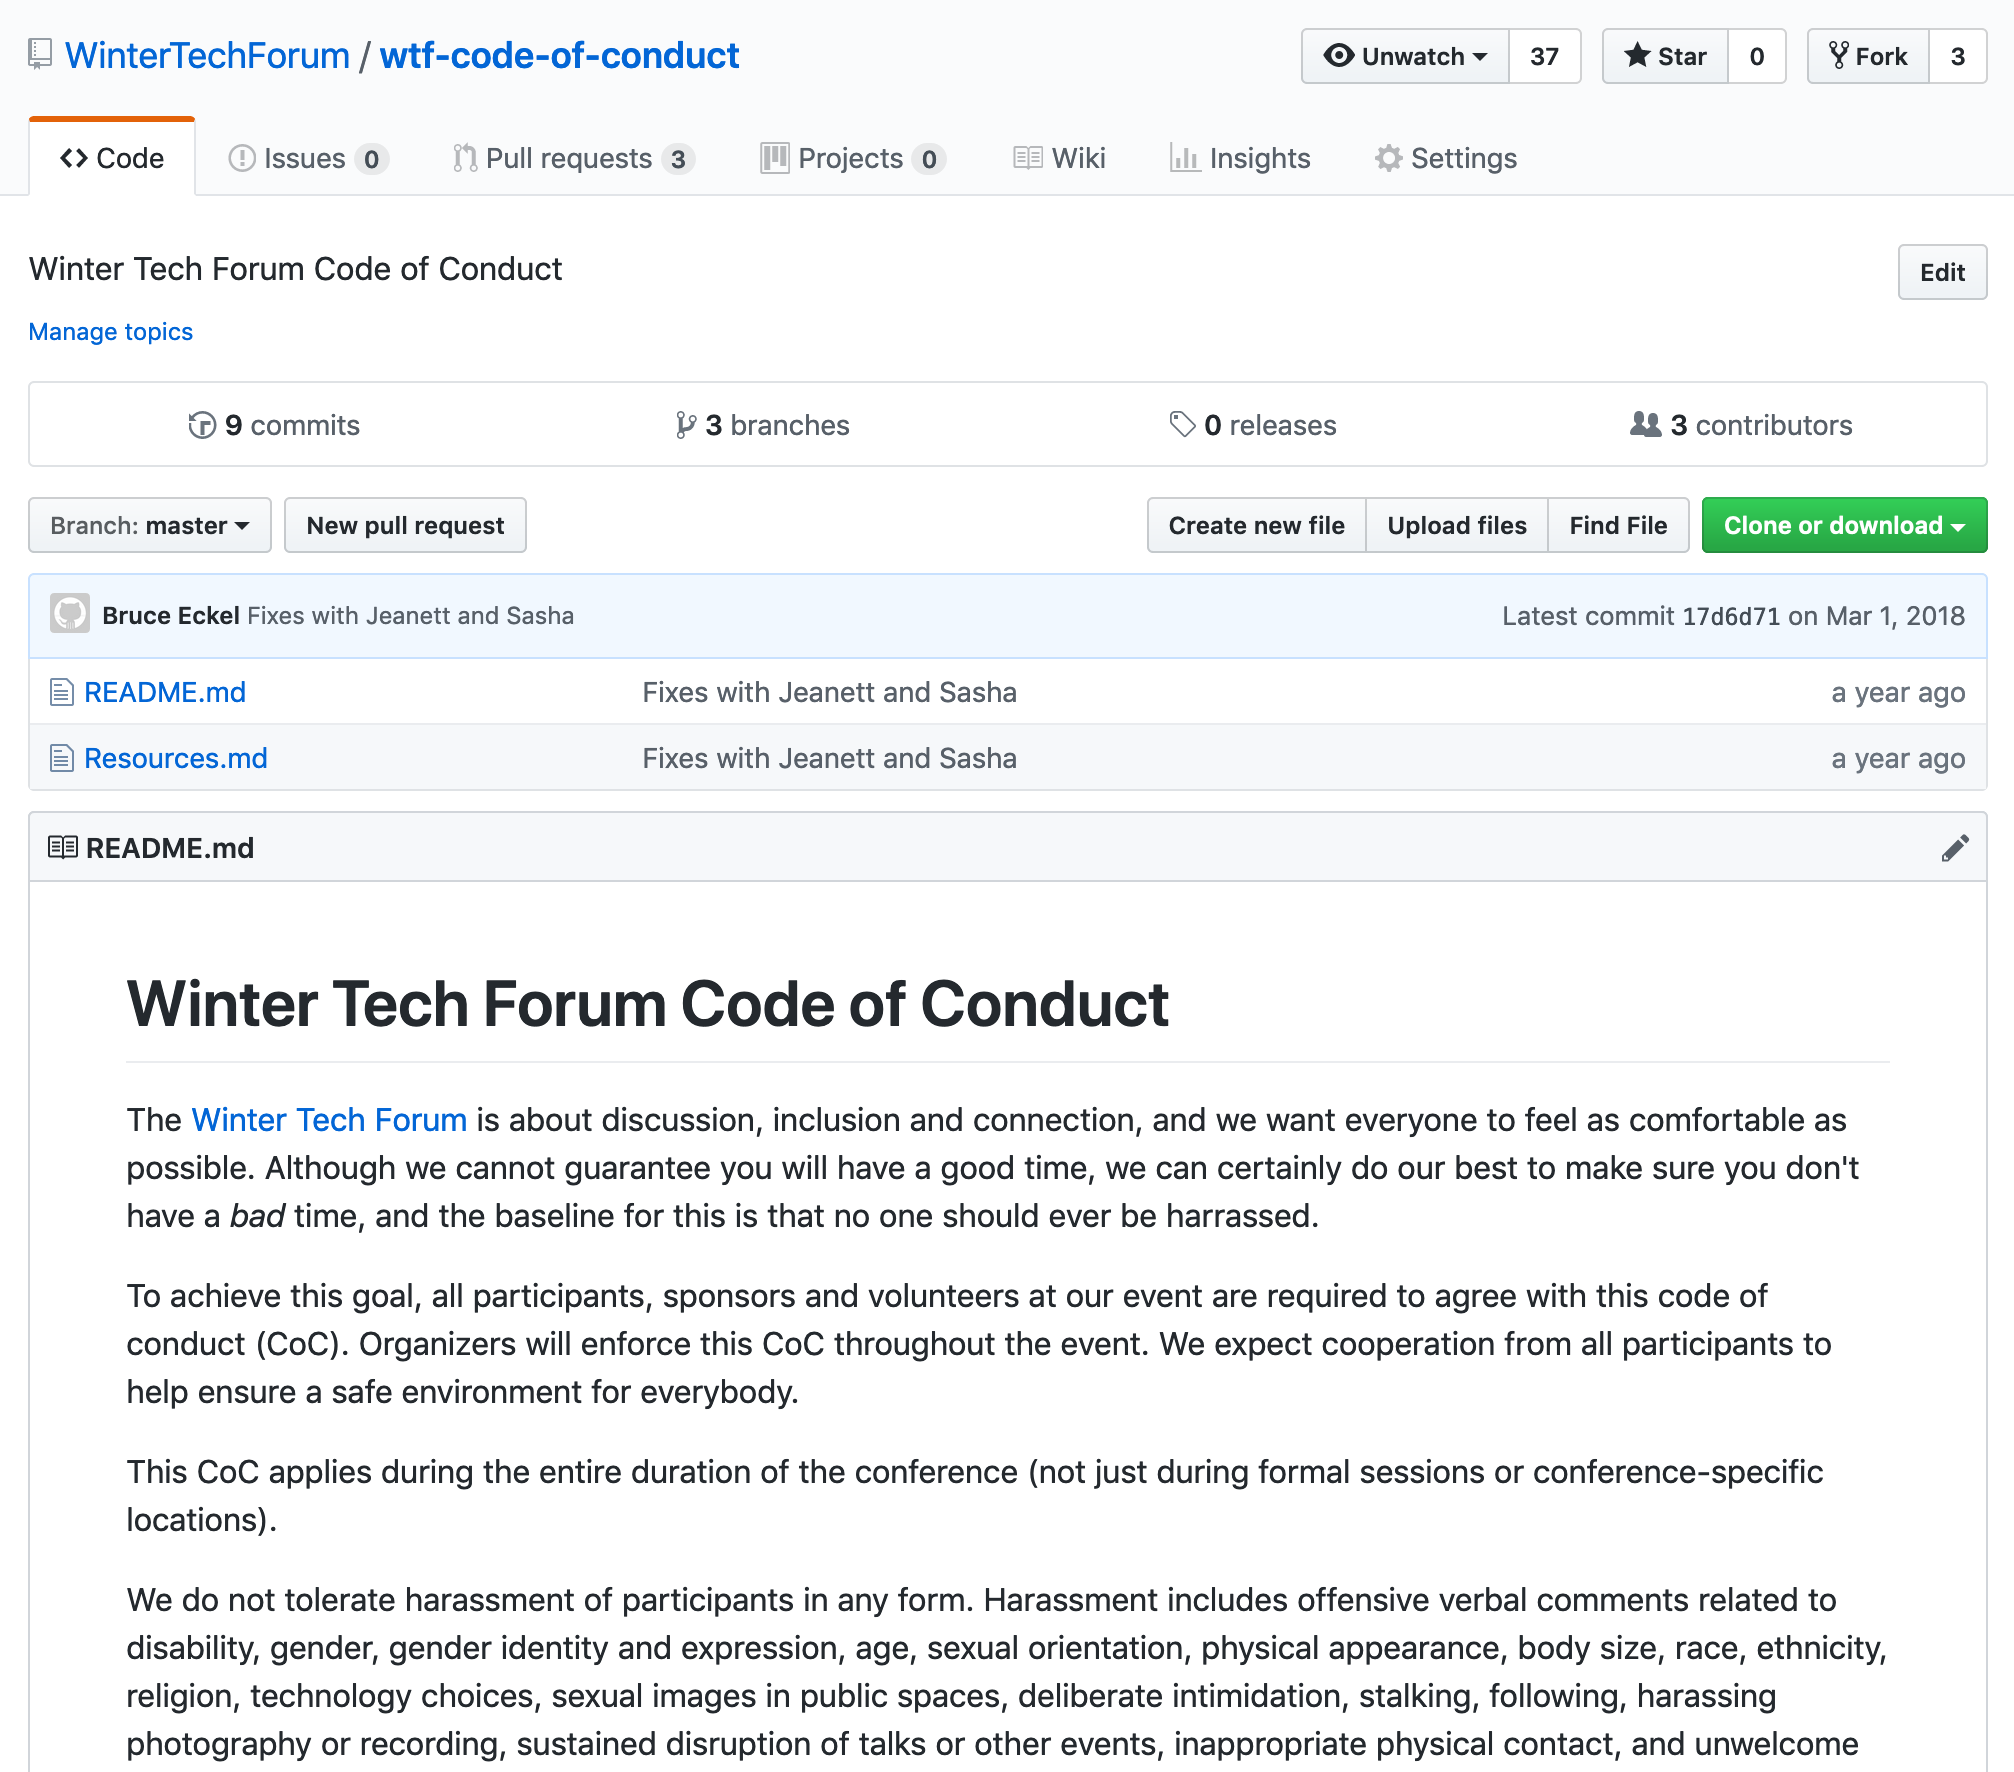 WinterTechForum / wtf-code-of-conduct
Unwatch 37 Star 0 Fork 3
Code Issues 0 Pull requests 3 Projects 0 Wiki Insights Settings
Winter Tech Forum Code of Conduct
Edit
Manage topics
9 commits 3 branches 0 releases 3 contributors
Branch: master New pull request Create new file Upload files Find File Clone or download
Bruce Eckel Fixes with Jeanett and Sasha Latest commit 17d6d71 on Mar 1, 2018
README.md Fixes with Jeanett and Sasha a year ago
Resources.md Fixes with Jeanett and Sasha a year ago
README.md
Winter Tech Forum Code of Conduct
The Winter Tech Forum is about discussion, inclusion and connection, and we want everyone to feel as comfortable as
possible. Although we cannot guarantee you will have a good time, we can certainly do our best to make sure you don't
have a bad time, and the baseline for this is that no one should ever be harrassed.
To achieve this goal, all participants, sponsors and volunteers at our event are required to agree with this code of
conduct (CoC). Organizers will enforce this CoC throughout the event. We expect cooperation from all participants to
help ensure a safe environment for everybody.
This CoC applies during the entire duration of the conference (not just during formal sessions or conference-specific
locations).
We do not tolerate harassment of participants in any form. Harassment includes offensive verbal comments related to
disability, gender, gender identity and expression, age, sexual orientation, physical appearance, body size, race, ethnicity,
religion, technology choices, sexual images in public spaces, deliberate intimidation, stalking, following, harassing
photography or recording, sustained disruption of talks or other events, inappropriate physical contact, and unwelcome